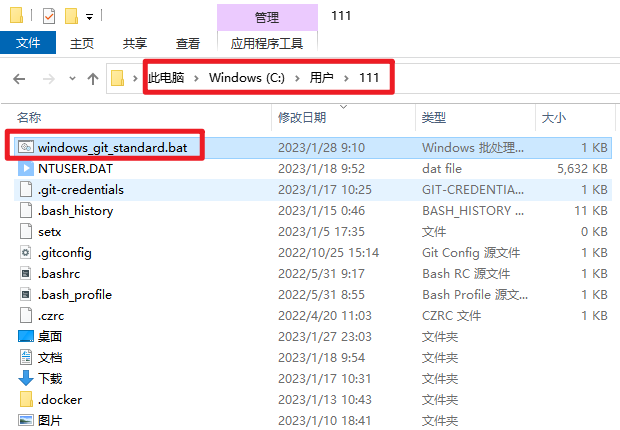 管理 111
文件 主页 共享 查看 应用程序工具
此电脑 > Windows (C:) > 用户 > 111
名称 修改日期 类型 大小
windows_git_standard.bat 2023/1/28 9:10 Windows 批处理... 1 KB
NTUSER.DAT 2023/1/18 9:52 dat file 5,632 KB
.git-credentials 2023/1/17 10:25 GIT-CREDENTIA... 1 KB
.bash_history 2023/1/15 0:46 BASH_HISTORY ... 11 KB
setx 2023/1/5 17:35 文件 0 KB
.gitconfig 2022/10/25 15:14 Git Config 源文件 1 KB
.bashrc 2022/5/31 9:17 Bash RC 源文件 1 KB
.bash_profile 2022/5/31 8:55 Bash Profile 源文... 1 KB
.czrc 2022/4/20 11:03 CZRC 文件 1 KB
桌面 2023/1/27 23:03 文件夹
文档 2023/1/18 9:54 文件夹
下载 2023/1/17 10:31 文件夹
.docker 2023/1/13 10:43 文件夹
图片 2023/1/10 18:41 文件夹